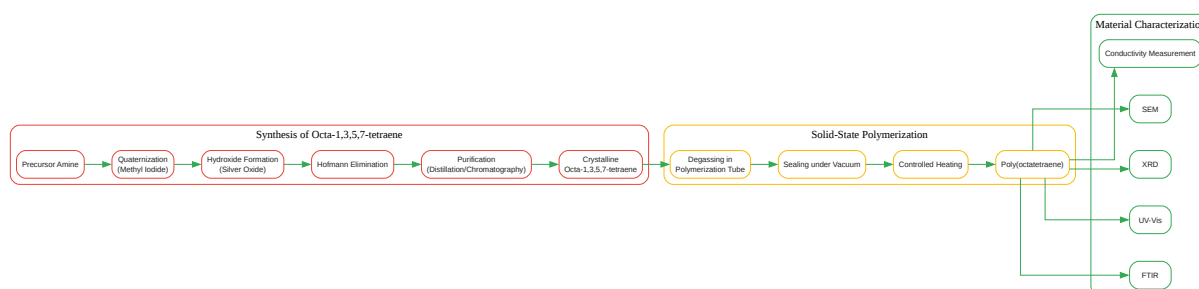 Material Characterizatio
Conductivity Measurement
SEM
Synthesis of Octa-1,3,5,7-tetraene
Solid-State Polymerization
Precursor Amine
Quaternization
(Methyl Iodide)
Hydroxide Formation
(Silver Oxide)
Hofmann Elimination
Purification
(Distillation/Chromatography)
Crystalline
Octa-1,3,5,7-tetraene
Degassing in
Polymerization Tube
Sealing under Vacuum
Controlled Heating
Poly(octatetraene)
XRD
UV-Vis
FTIR